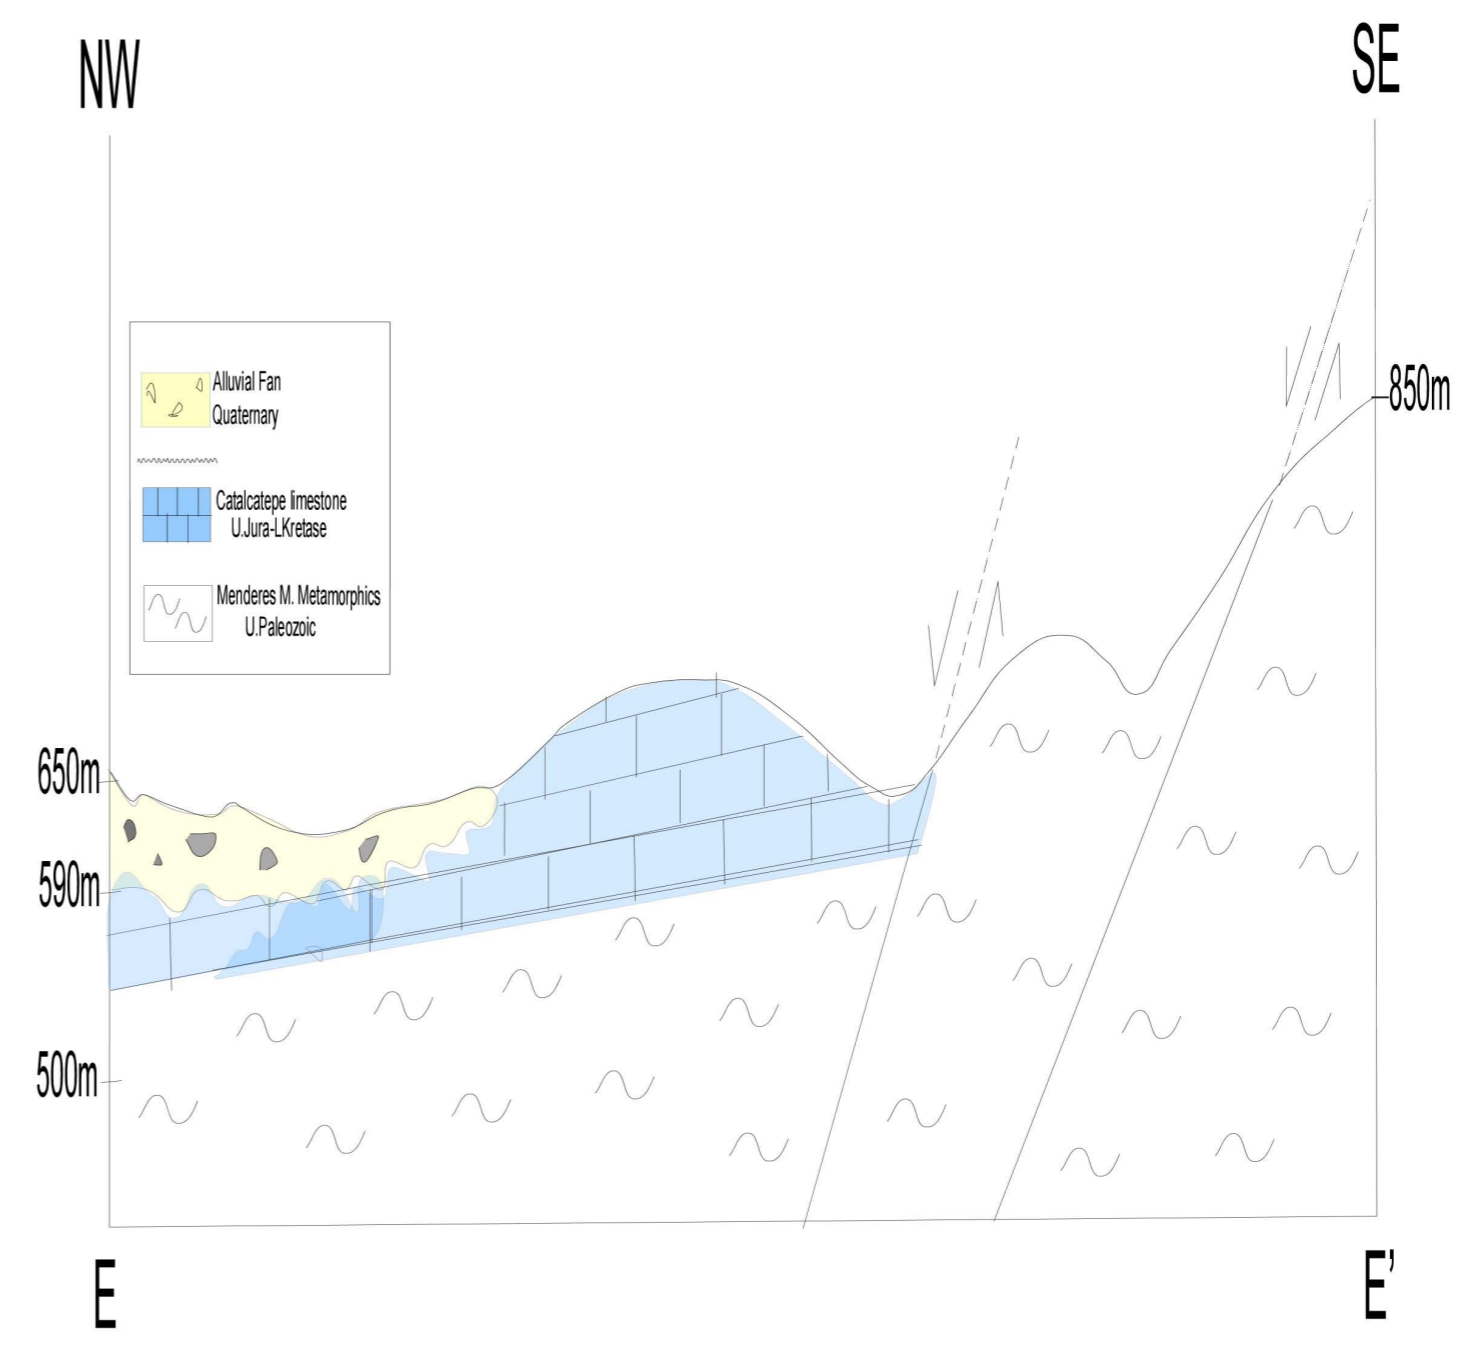 NW
SE
Alluvial Fan
Quaternary
Catalcatepe limestone
U.Jura-LKretase
Menderes M. Metamorphics
U.Paleozoic
850m
650m
590m
500m
E
E'